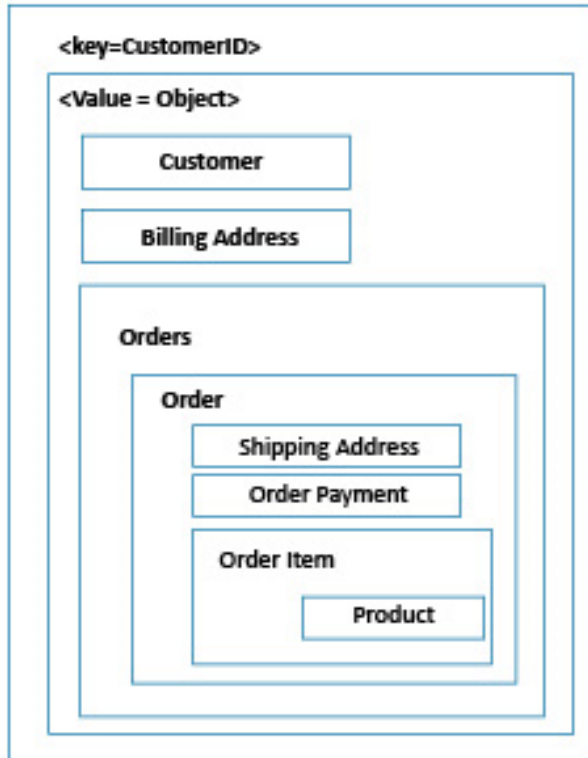 <key=CustomerID>
<Value = Object>
Customer
Billing Address
Orders
Order
Shipping Address
Order Payment
Order Item
Product